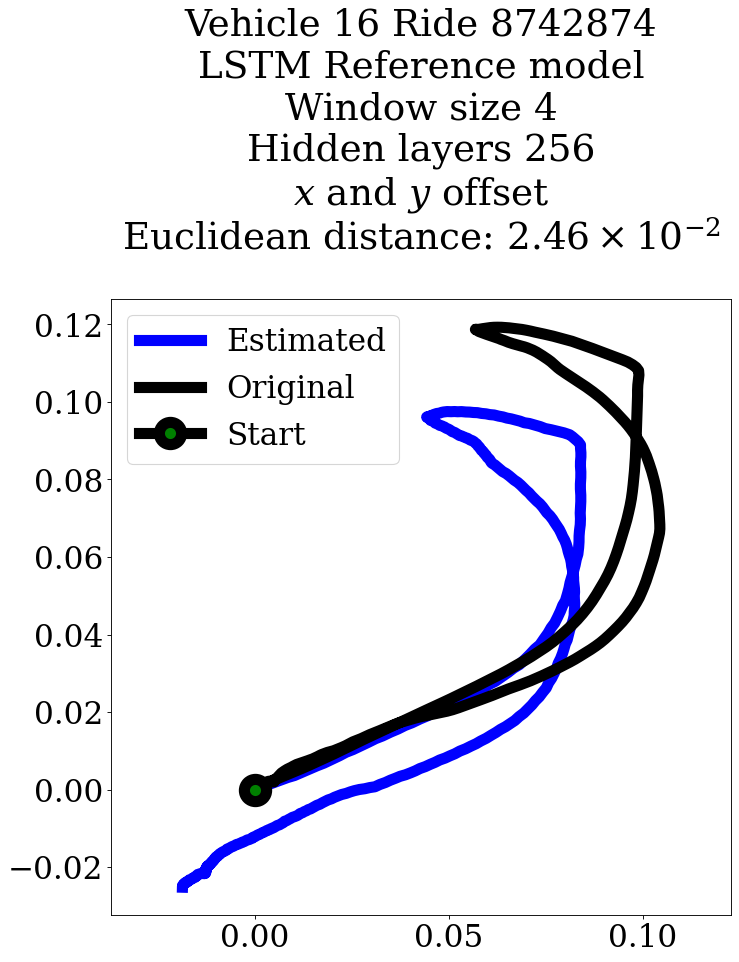 Vehicle 16 Ride 8742874
LSTM Reference model
Window size 4
Hidden layers 256
x and y offset
Euclidean distance: 2.46 × 10⁻²
Estimated
Original
Start
0.12
0.10
0.08
0.06
0.04
0.02
0.00
−0.02
0.00 0.05 0.10